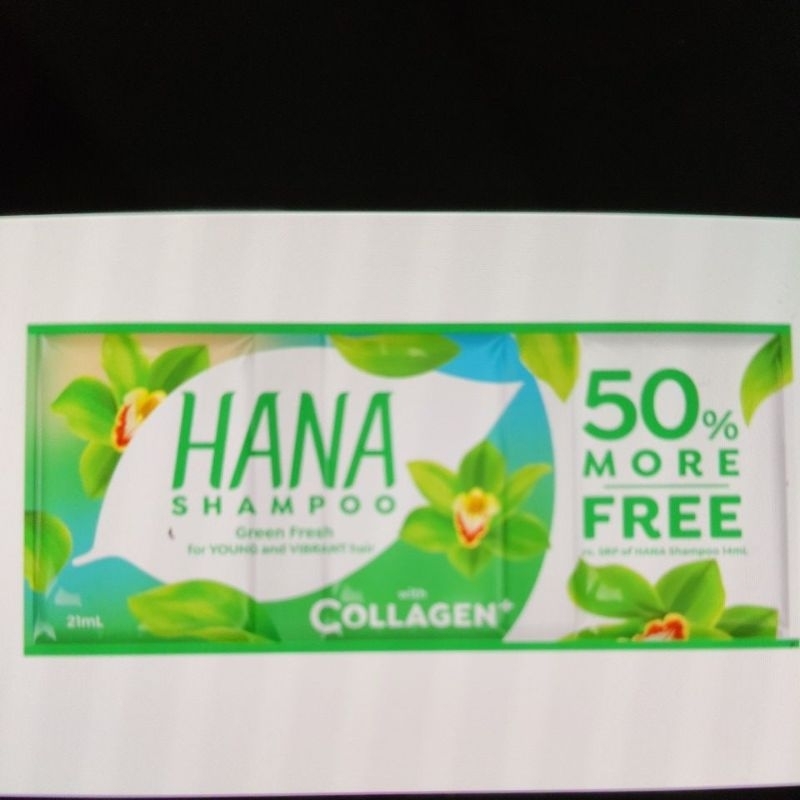 HANA
SHAMPOO
Green Fresh
for YOUNG and VIBRANT hair
with
COLLAGEN+
21mL
50%
MORE
FREE
vs. SRP of HANA Shampoo 14mL